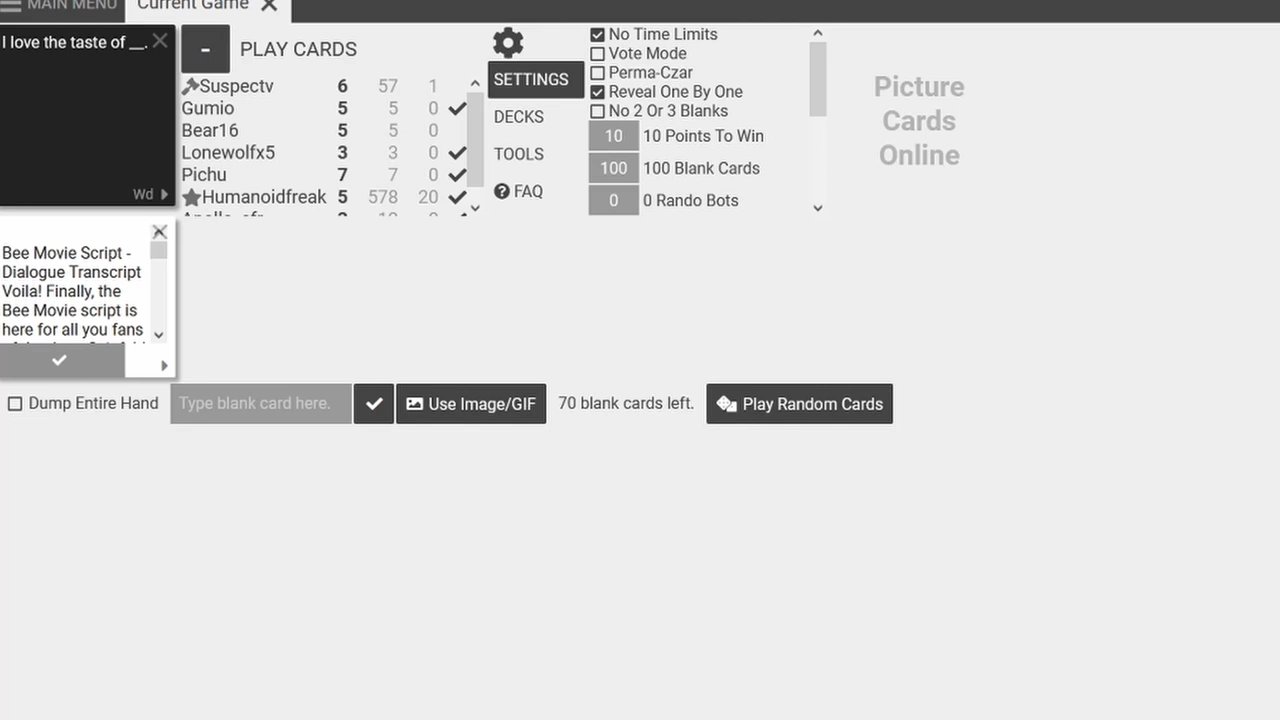 MAIN MENU
Current Game
I love the taste of __.
Wd
- PLAY CARDS
Suspectv 6 57 1
Gumio 5 5 0
Bear16 5 5 0
Lonewolfx5 3 3 0
Pichu 7 7 0
Humanoidfreak 5 578 20
SETTINGS
DECKS
TOOLS
FAQ
No Time Limits
Vote Mode
Perma-Czar
Reveal One By One
No 2 Or 3 Blanks
10 10 Points To Win
100 100 Blank Cards
0 0 Rando Bots
Picture
Cards
Online
Bee Movie Script -
Dialogue Transcript
Voila! Finally, the
Bee Movie script is
here for all you fans
Dump Entire Hand
Type blank card here.
Use Image/GIF
70 blank cards left.
Play Random Cards